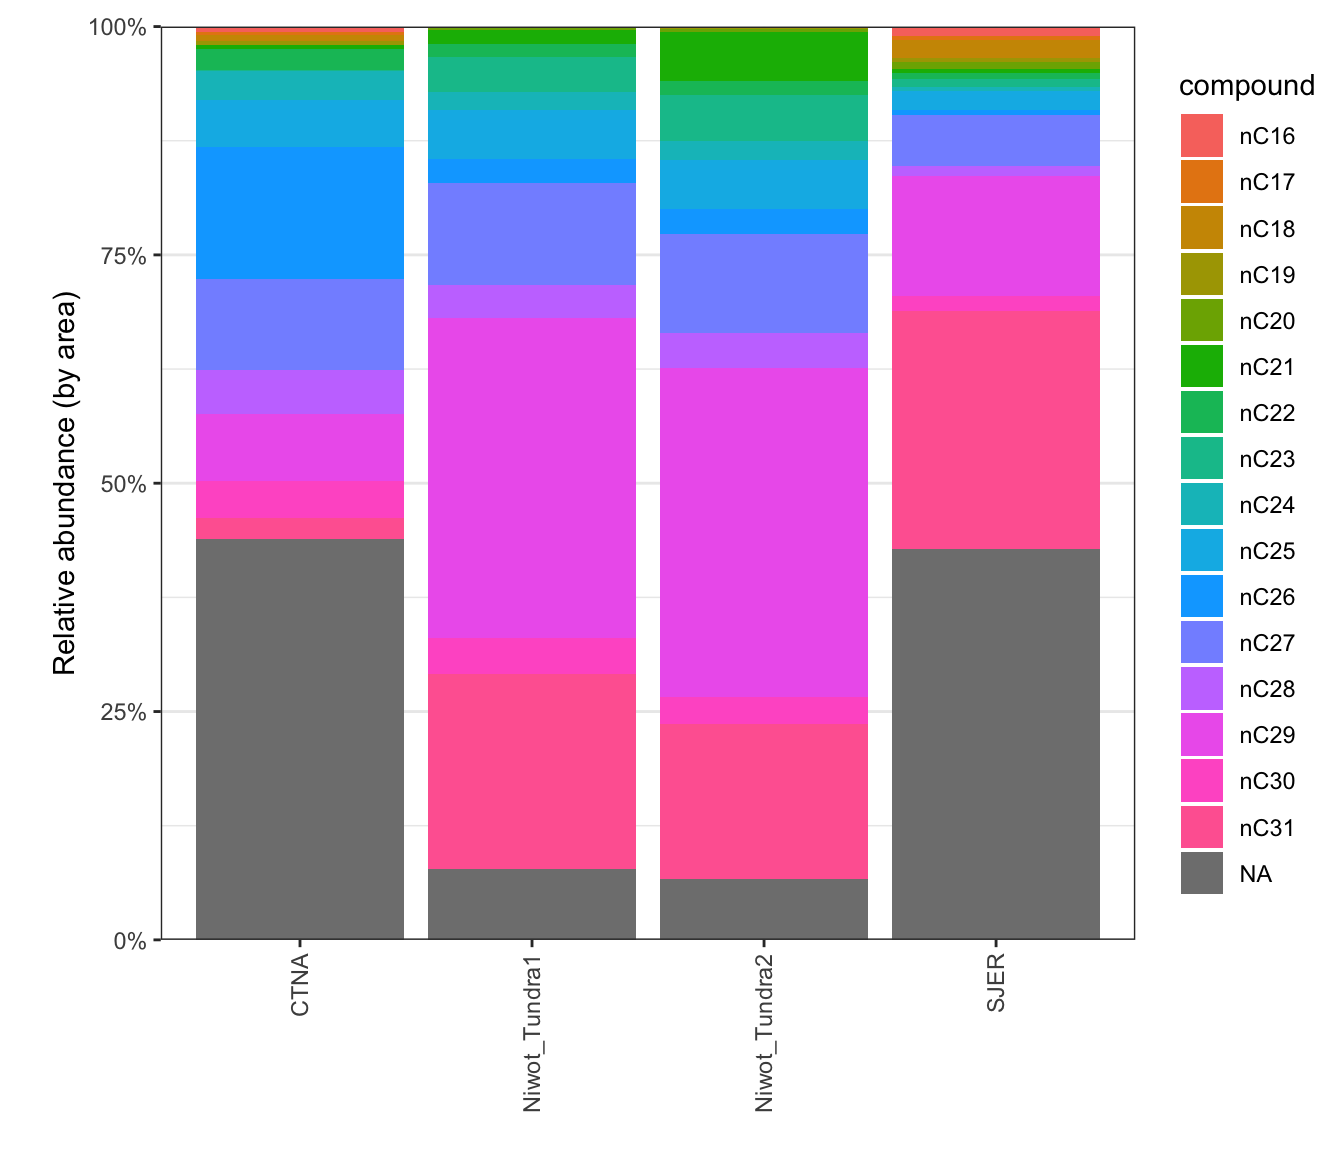 100%
75%
50%
25%
0%
Relative abundance (by area)
CTNA
Niwot_Tundra1
Niwot_Tundra2
SJER
compound
nC16
nC17
nC18
nC19
nC20
nC21
nC22
nC23
nC24
nC25
nC26
nC27
nC28
nC29
nC30
nC31
NA